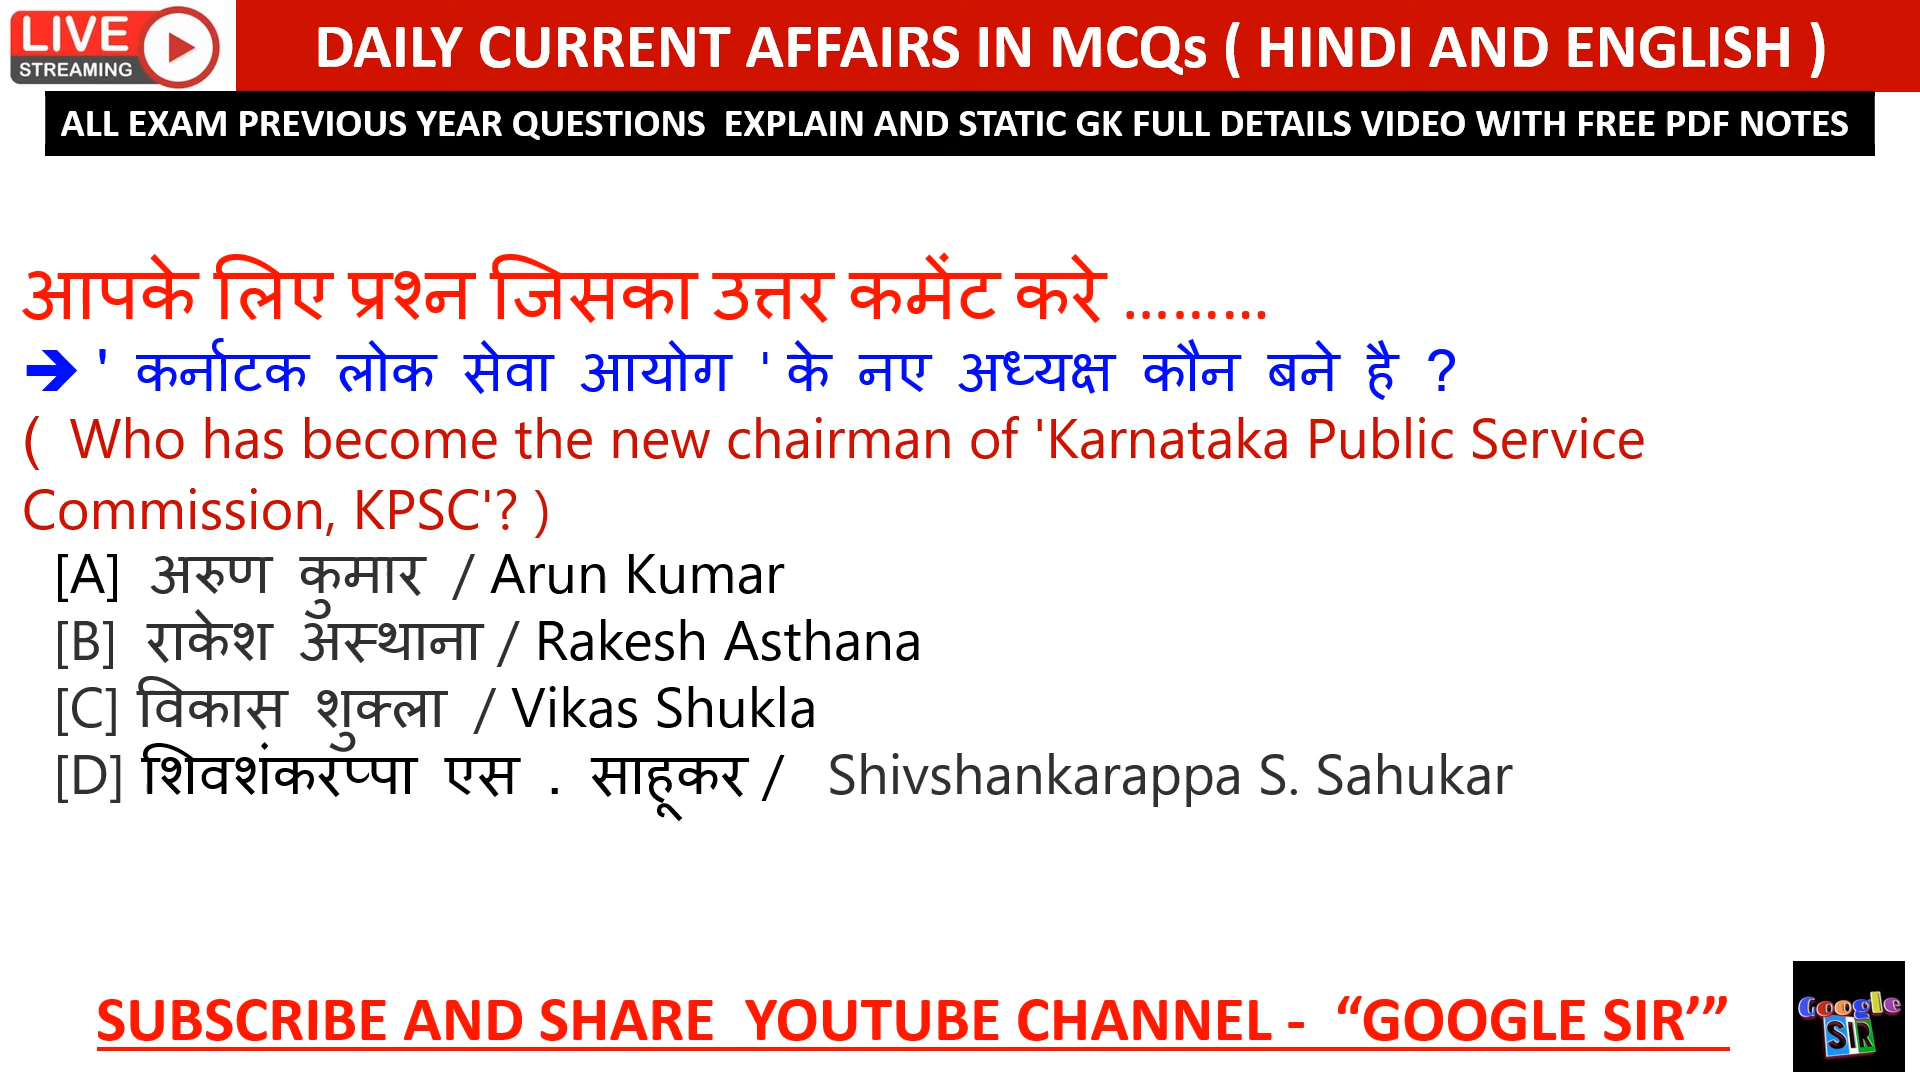 LIVE
STREAMING
DAILY CURRENT AFFAIRS IN MCQs ( HINDI AND ENGLISH )
ALL EXAM PREVIOUS YEAR QUESTIONS EXPLAIN AND STATIC GK FULL DETAILS VIDEO WITH FREE PDF NOTES
आपके लिए प्रश्न जिसका उत्तर कमेंट करे .........
➔ ' कर्नाटक लोक सेवा आयोग ' के नए अध्यक्ष कौन बने है ?
( Who has become the new chairman of 'Karnataka Public Service
Commission, KPSC'? )
[A] अरुण कुमार / Arun Kumar
[B] राकेश अस्थाना / Rakesh Asthana
[C] विकास शुक्ला / Vikas Shukla
[D] शिवशंकरप्पा एस . साहूकर / Shivshankarappa S. Sahukar
SUBSCRIBE AND SHARE YOUTUBE CHANNEL - “GOOGLE SIR’”
Google
SIR